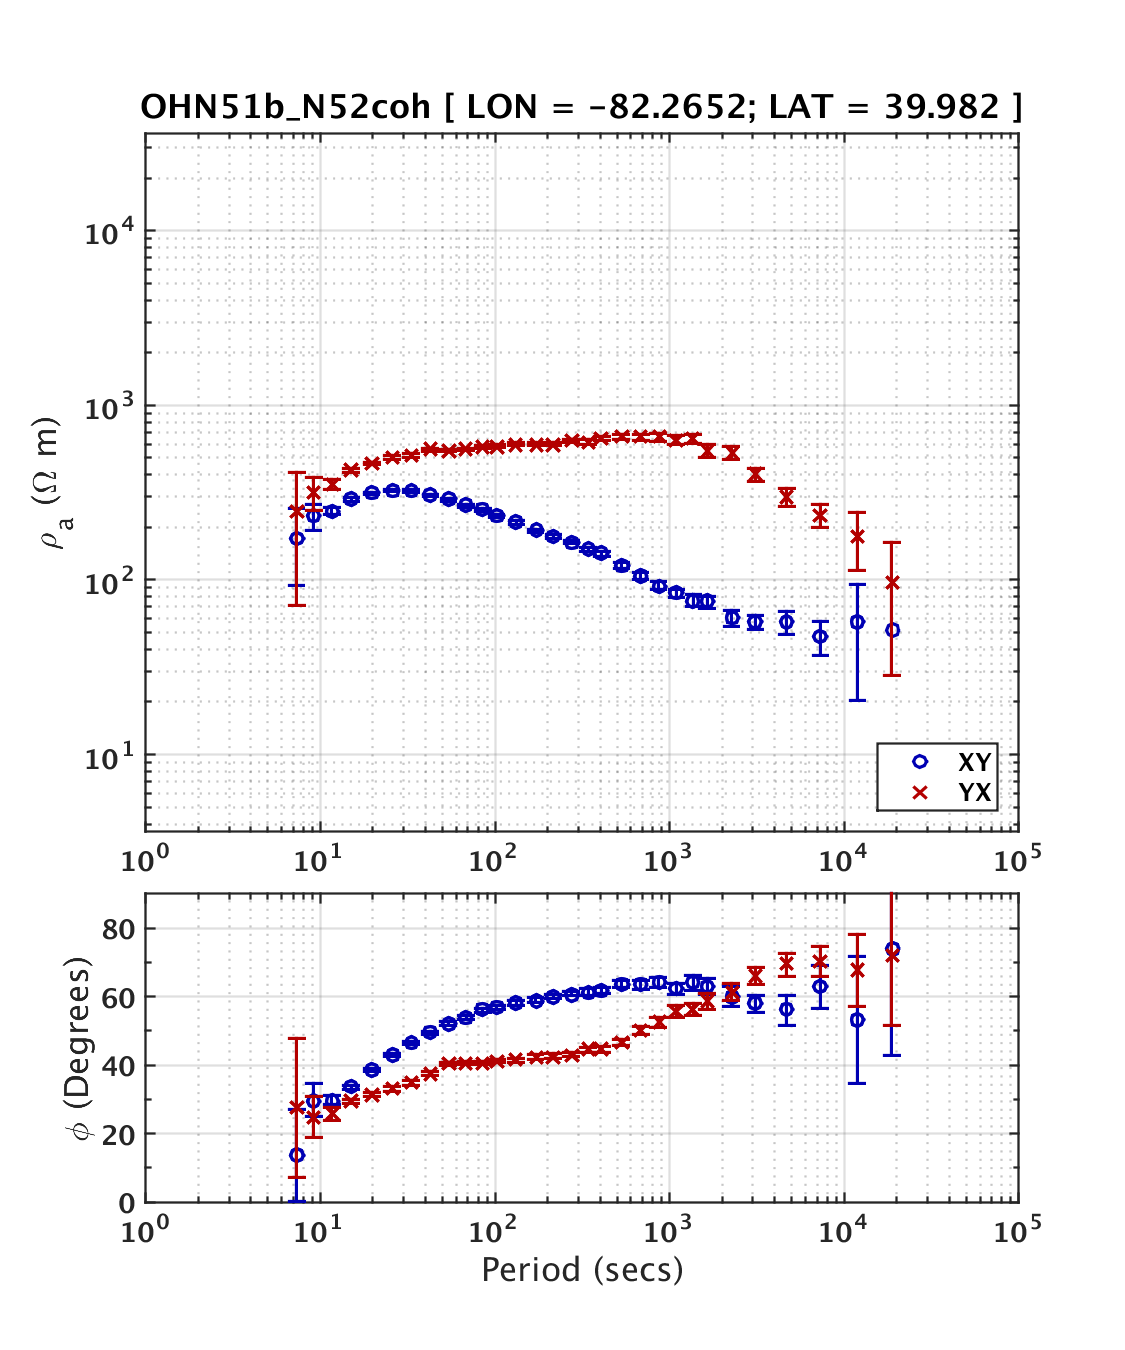 OHN51b_N52coh [ LON = −82.2652; LAT = 39.982 ]
ρa(Ω m)
10^4
10^3
10^2
10^1
XY
YX
10^0 10^1 10^2 10^3 10^4 10^5
ϕ (Degrees)
80
60
40
20
0
10^0 10^1 10^2 10^3 10^4 10^5
Period (secs)